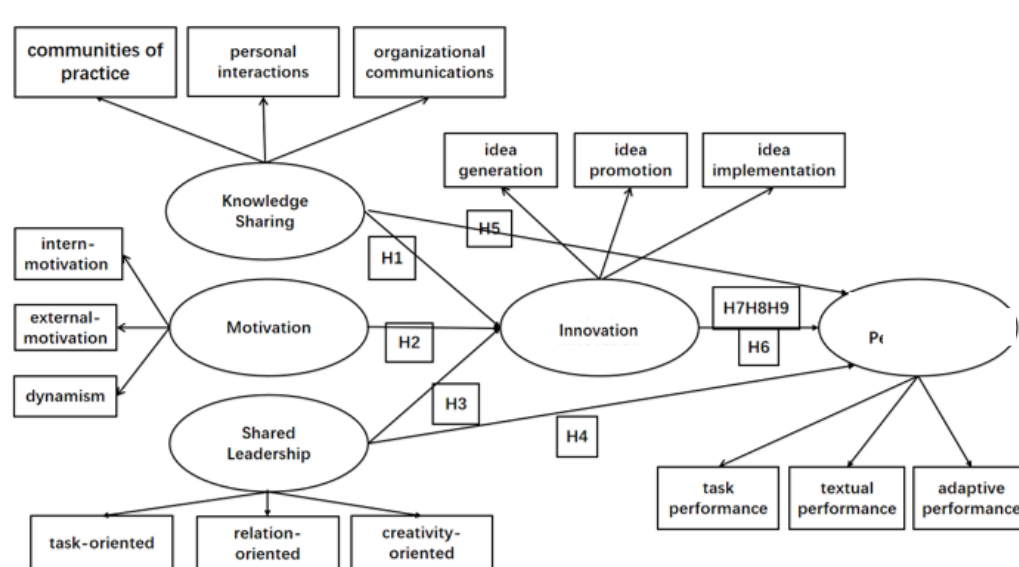 communities of
practice
personal
interactions
organizational
communications
idea
generation
idea
promotion
idea
implementation
Knowledge
Sharing
H5
H1
intern-
motivation
external-
motivation
dynamism
Motivation
H2
Innovation
H7H8H9
H6
Pe
H3
H4
Shared
Leadership
task-oriented
relation-
oriented
creativity-
oriented
task
performance
textual
performance
adaptive
performance